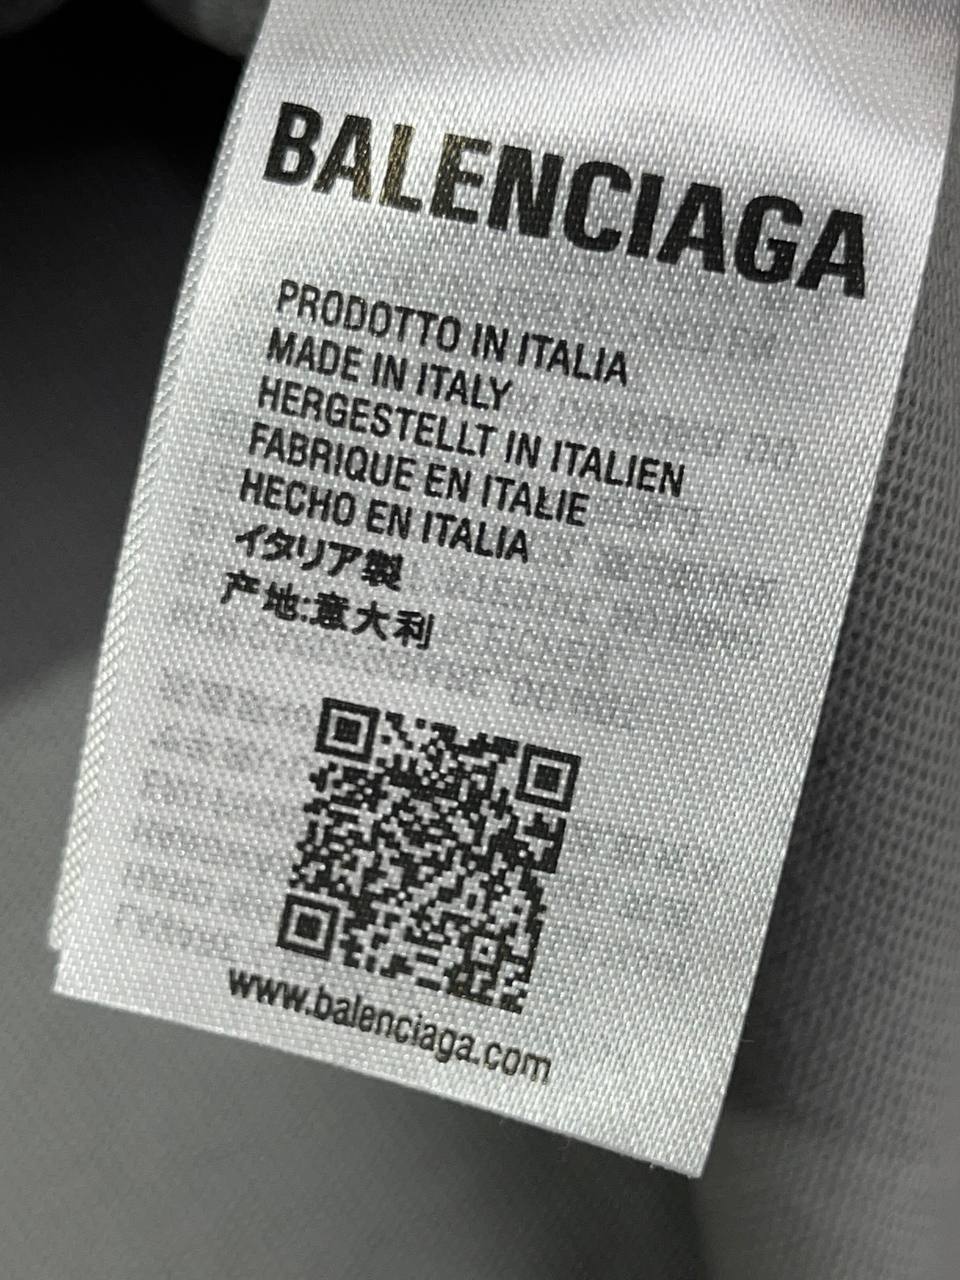 BALENCIAGA
PRODOTTO IN ITALIA
MADE IN ITALY
HERGESTELLT IN ITALIEN
FABRIQUE EN ITALIE
HECHO EN ITALIA
イタリア製
产地:意大利
www.balenciaga.com